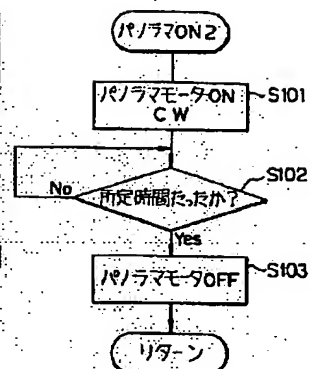 パノラマON2
パノラマモータON
CW
S101
所定時間たったか?
S102
No
Yes
パノラマモータOFF
S103
リターン